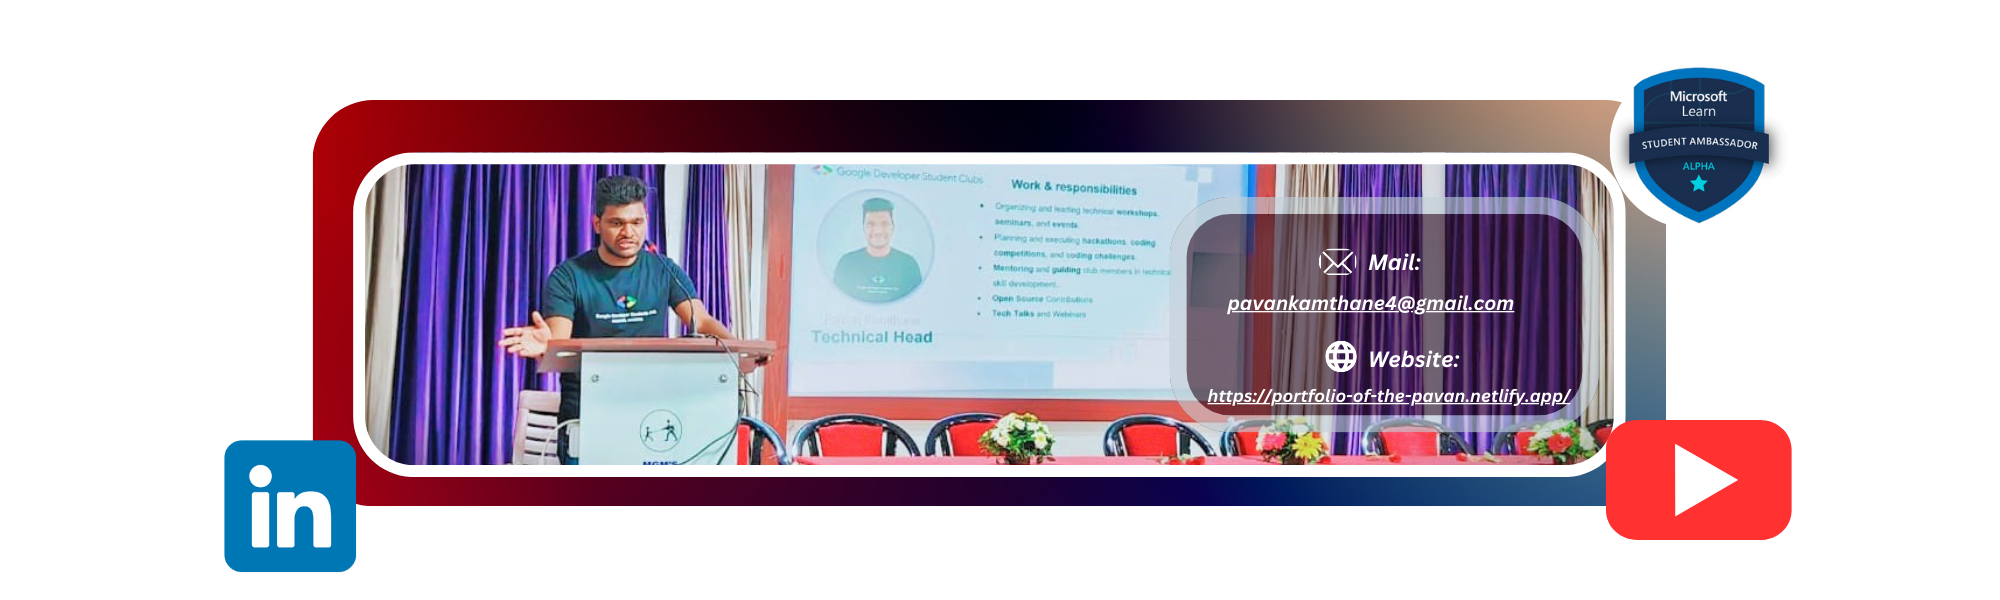 Microsoft
Learn
STUDENT AMBASSADOR
ALPHA
Google Developer Student Clubs
Technical Head
Work & responsibilities
• Organizing and leading technical workshops,
seminars, and events.
• Planning and executing hackathons, coding
competitions, and coding challenges.
• Mentoring and guiding club members in technical
skill development.
• Open Source Contributions
• Tech Talks and Webinars
Mail:
pavankamthane4@gmail.com
Website:
https://portfolio-of-the-pavan.netlify.app/
MGM'S
in